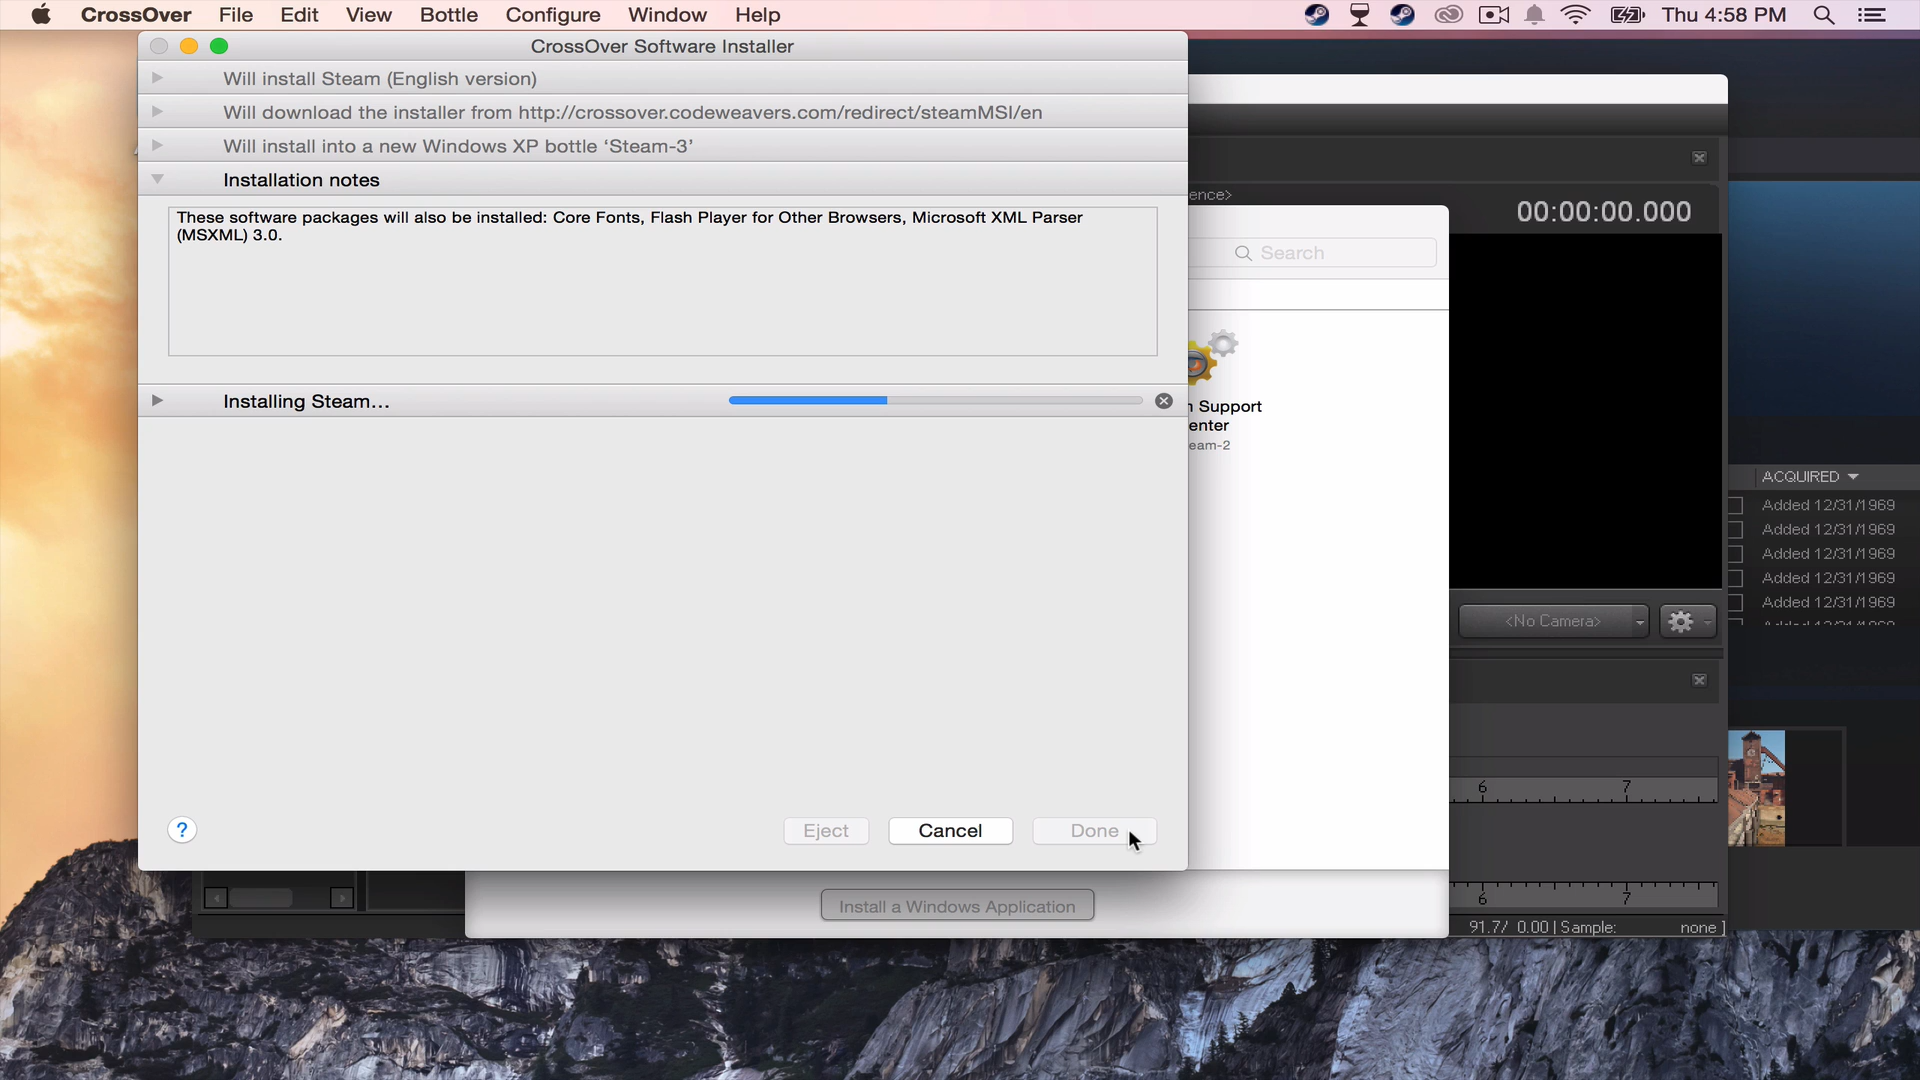 CrossOver File Edit View Bottle Configure Window Help Thu 4:58 PM
CrossOver Software Installer
Will install Steam (English version)
Will download the installer from http://crossover.codeweavers.com/redirect/steamMSI/en
Will install into a new Windows XP bottle ‘Steam-3’
Installation notes
These software packages will also be installed: Core Fonts, Flash Player for Other Browsers, Microsoft XML Parser
(MSXML) 3.0.
Installing Steam...
?
Eject Cancel Done
ence>
00:00:00.000
Search
Support
enter
eam-2
Install a Windows Application
<No Camera>
6 7
6 7
91.7/ 0.00 | Sample: none ]
ACQUIRED
Added 12/31/1969
Added 12/31/1969
Added 12/31/1969
Added 12/31/1969
Added 12/31/1969